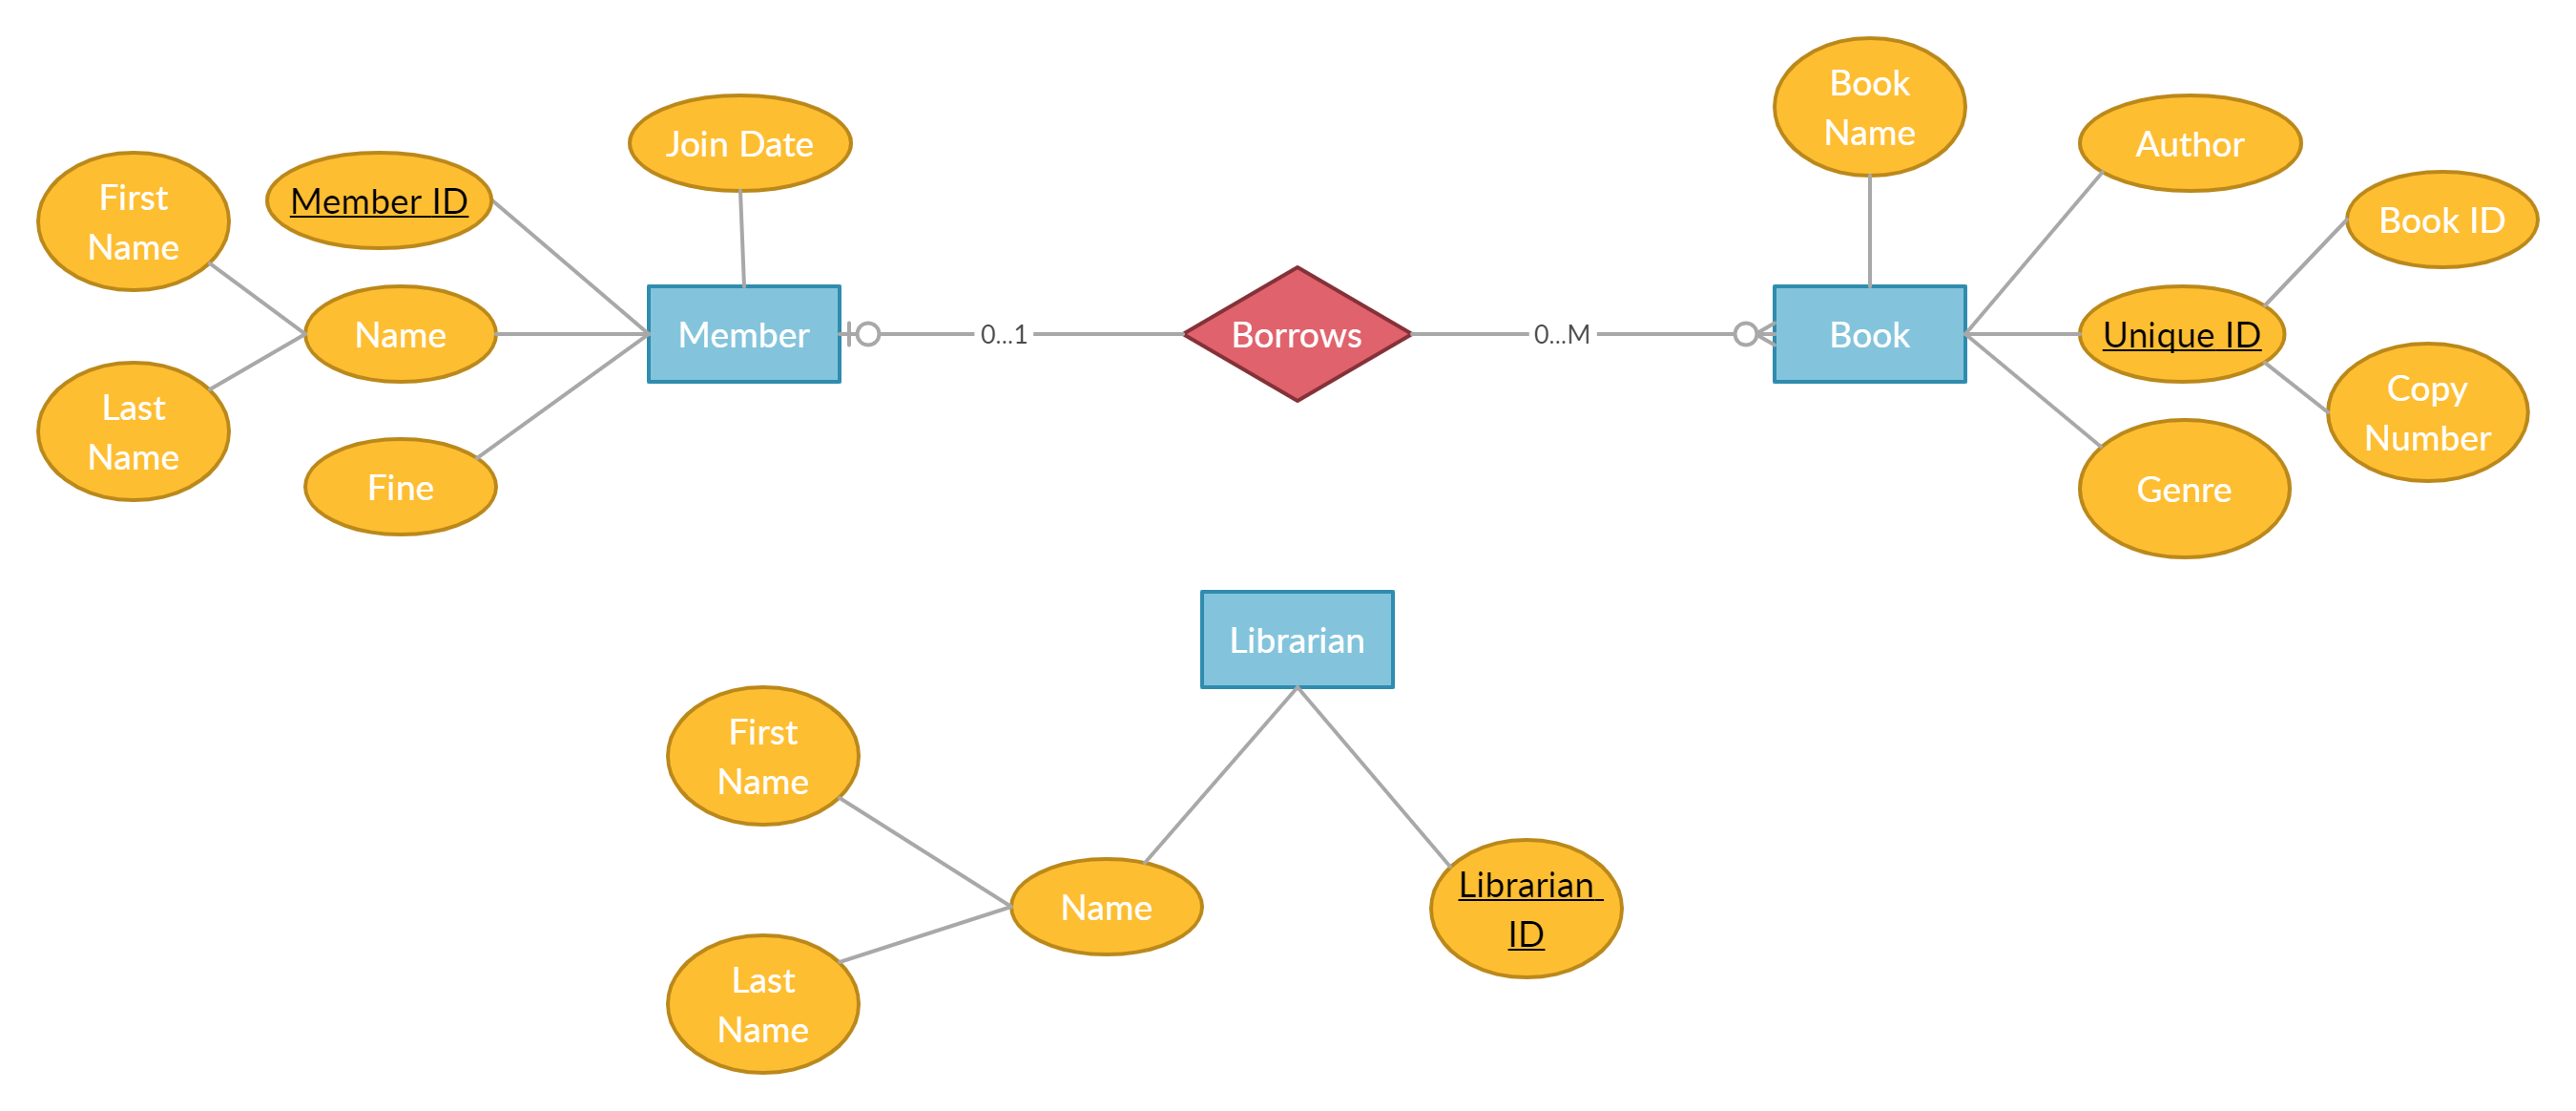 Book
Name
Join Date
Author
First
Name
Member ID
Book ID
Name
Member
0...1
Borrows
0...M
Book
Unique ID
Last
Name
Copy
Number
Fine
Genre
Librarian
First
Name
Name
Librarian
ID
Last
Name